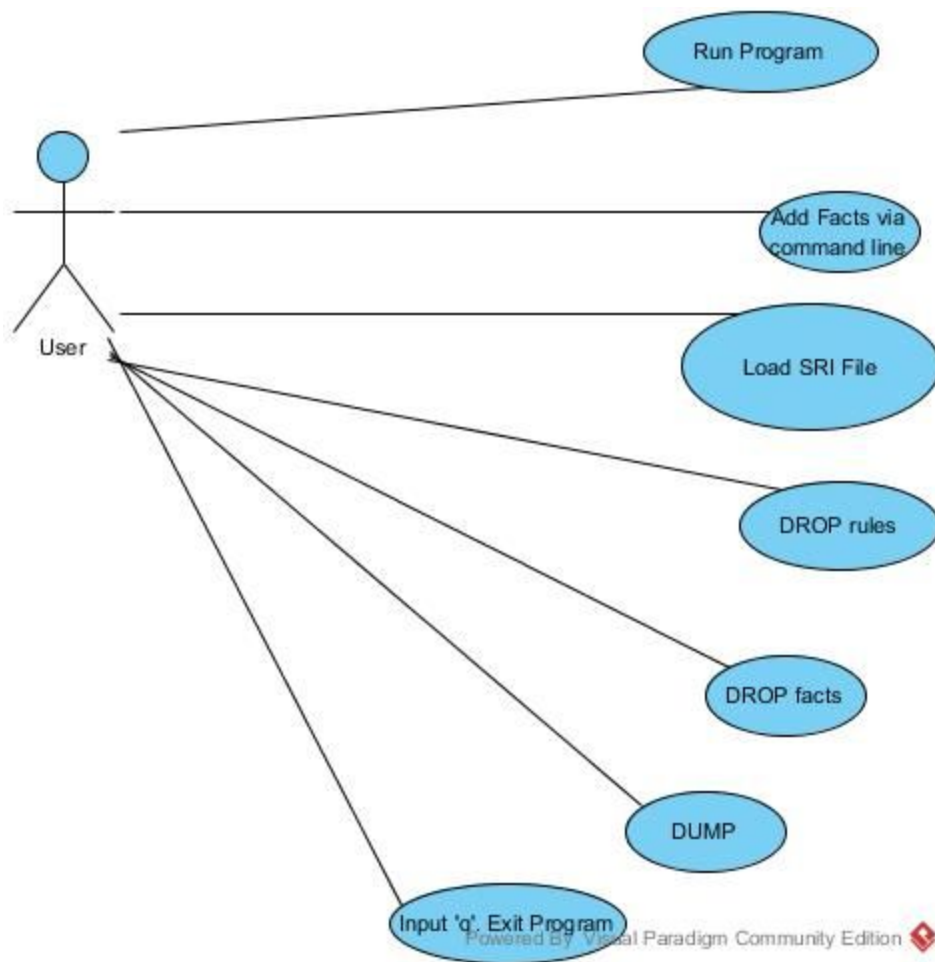 Run Program
Add Facts via
command line
Load SRI File
User
DROP rules
DROP facts
DUMP
Input 'q'. Exit Program
Powered By Visual Paradigm Community Edition